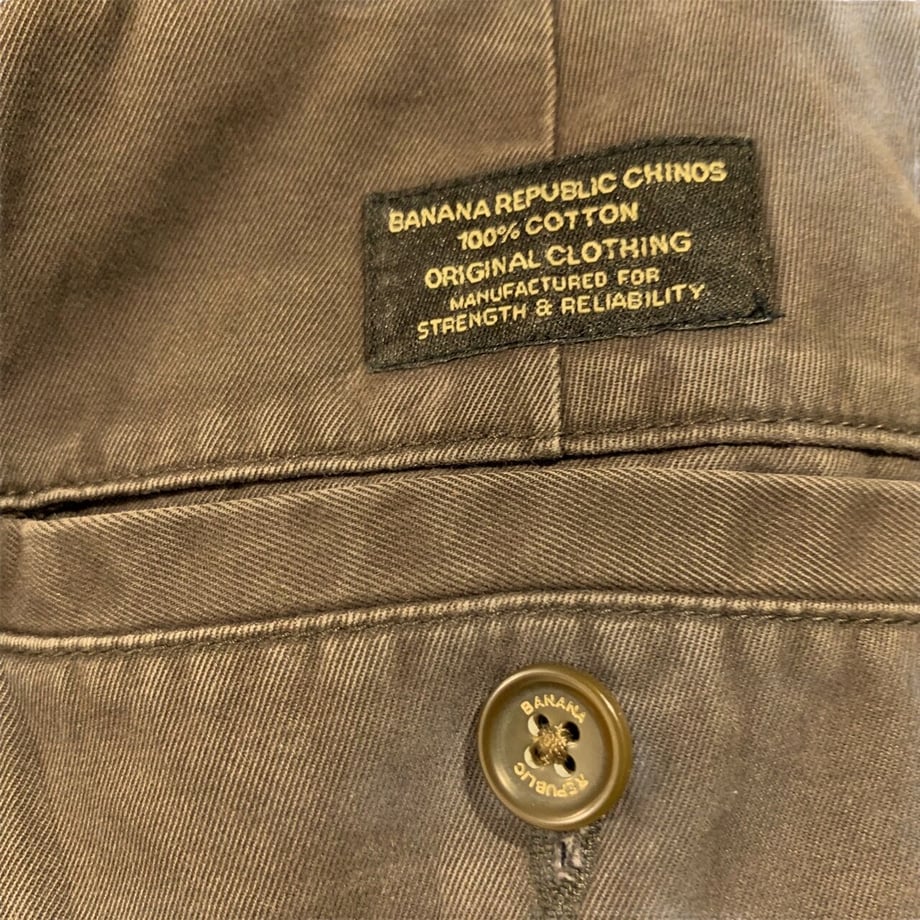 BANANA REPUBLIC CHINOS
100% COTTON
ORIGINAL CLOTHING
MANUFACTURED FOR
STRENGTH & RELIABILITY
BANANA
REPUBLIC